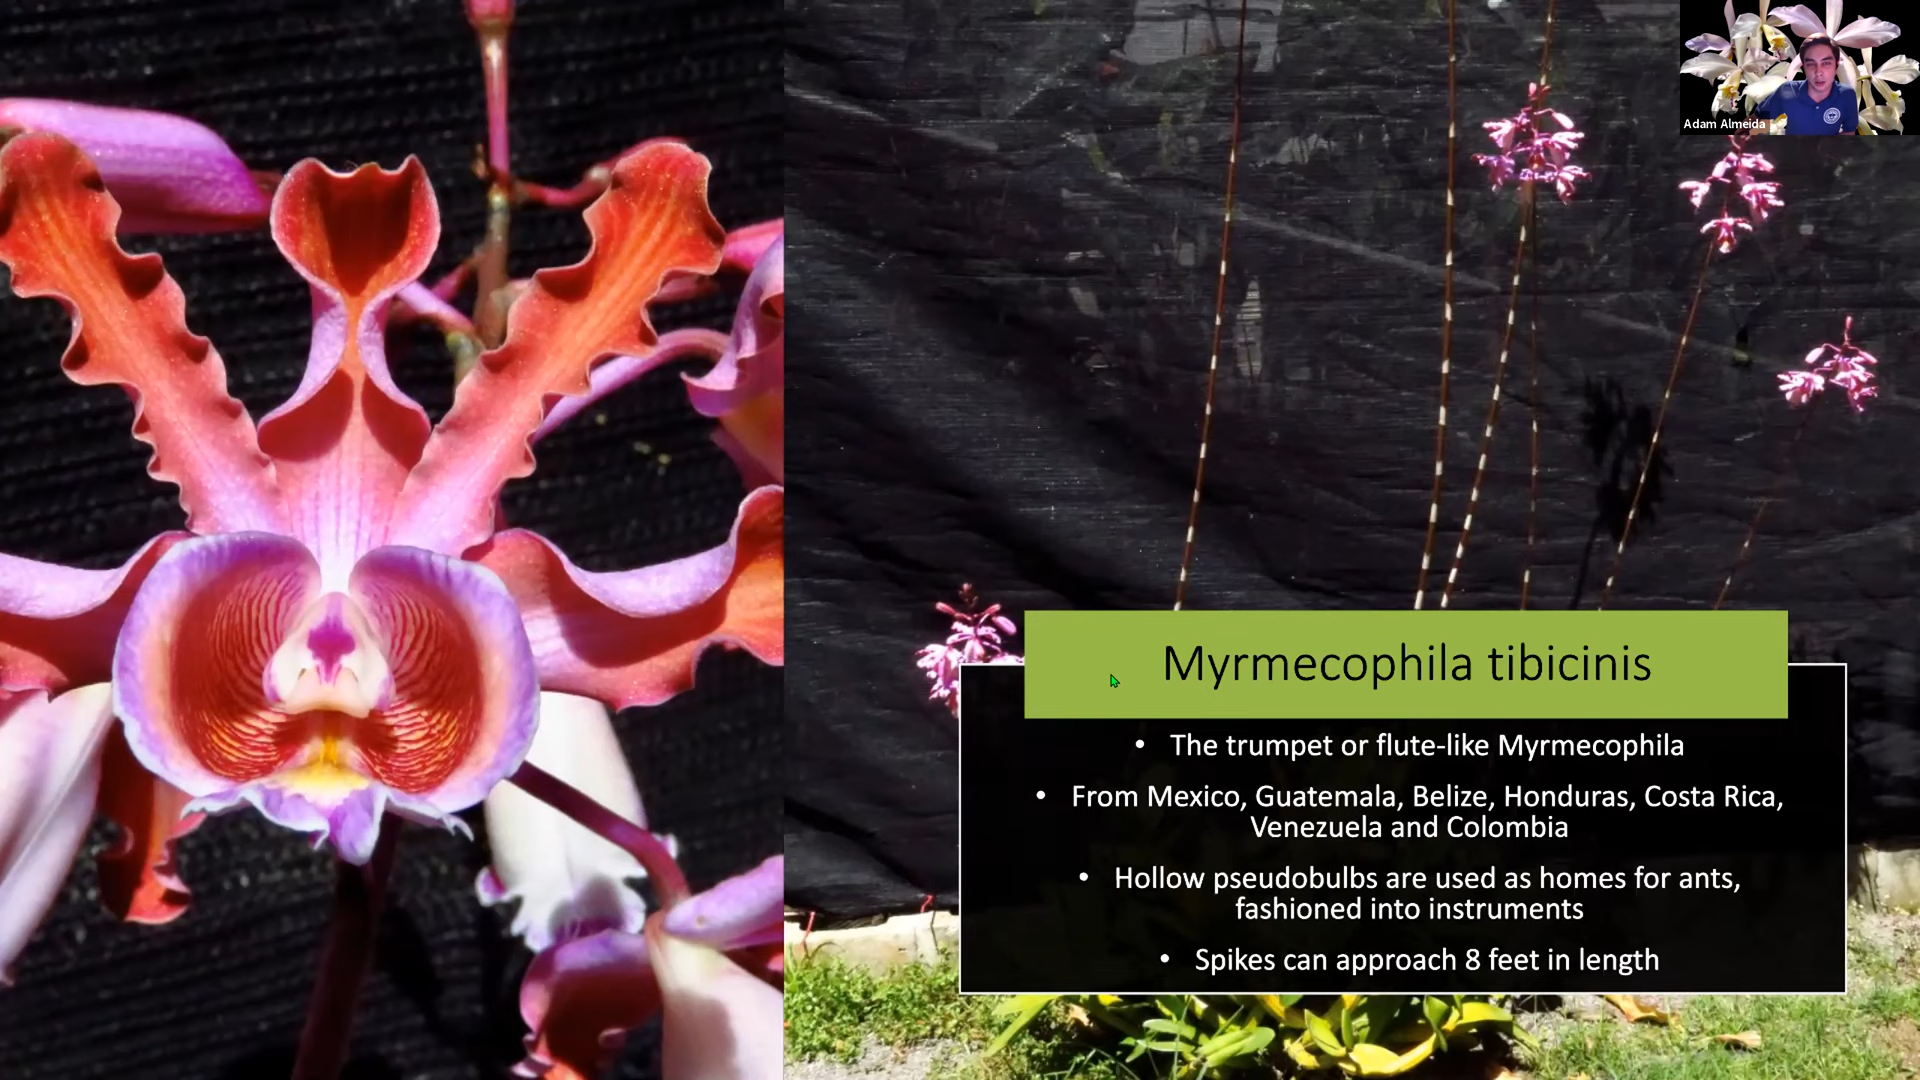 Adam Almeida
Myrmecophila tibicinis
• The trumpet or flute-like Myrmecophila
• From Mexico, Guatemala, Belize, Honduras, Costa Rica,
Venezuela and Colombia
• Hollow pseudobulbs are used as homes for ants,
fashioned into instruments
• Spikes can approach 8 feet in length